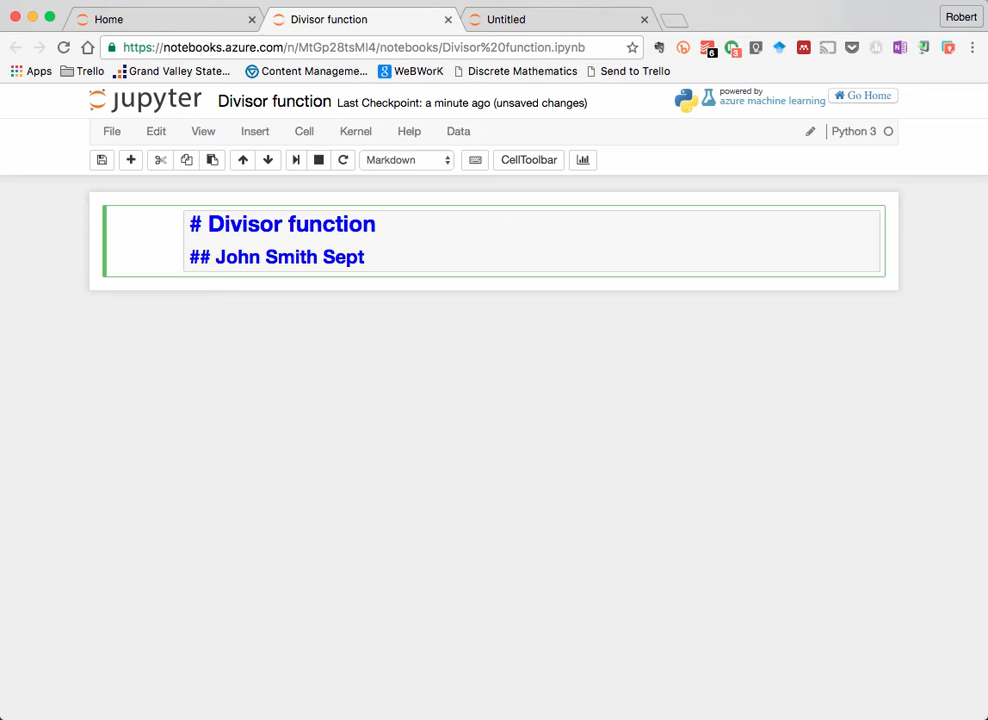 Home
Divisor function
Untitled
Robert
https://notebooks.azure.com/n/MtGp28tsMI4/notebooks/Divisor%20function.ipynb
6
3
Apps Trello Grand Valley State... Content Manageme... WeBWorK Discrete Mathematics Send to Trello
jupyter Divisor function Last Checkpoint: a minute ago (unsaved changes)
powered by
azure machine learning
Go Home
File Edit View Insert Cell Kernel Help Data Python 3
Markdown CellToolbar
# Divisor function
## John Smith Sept